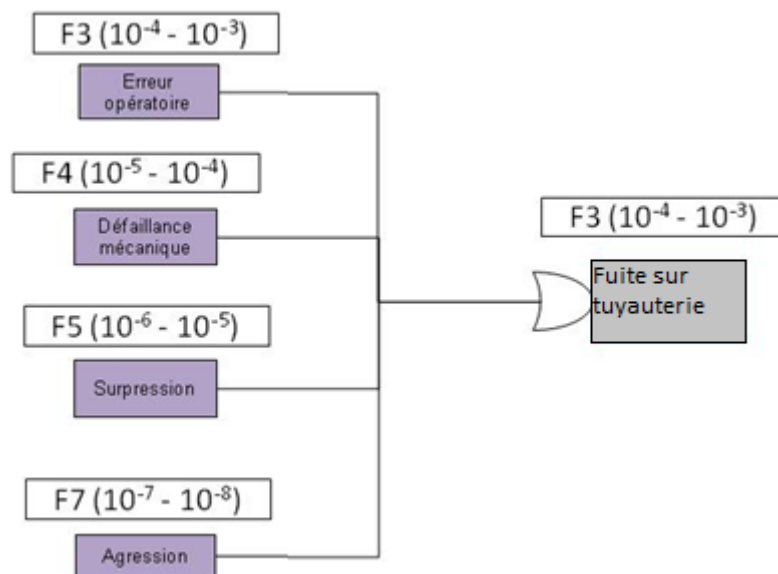 F3 (10⁻⁴ - 10⁻³)
Erreur
opératoire
F4 (10⁻⁵ - 10⁻⁴)
Défaillance
mécanique
F3 (10⁻⁴ - 10⁻³)
Fuite sur
tuyauterie
F5 (10⁻⁶ - 10⁻⁵)
Surpression
F7 (10⁻⁷ - 10⁻⁸)
Agression